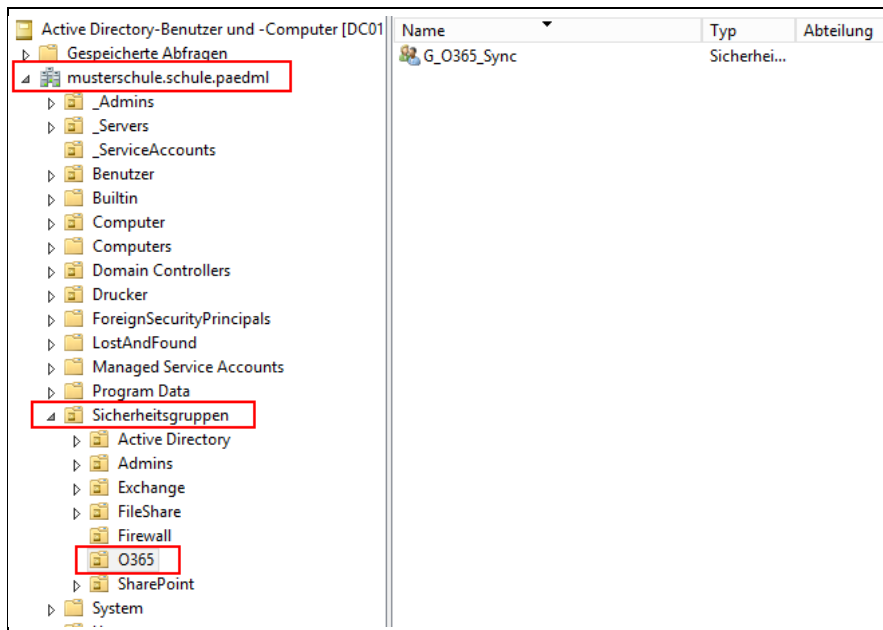 Active Directory-Benutzer und -Computer [DC01
Gespeicherte Abfragen
musterschule.schule.paedml
_Admins
_Servers
_ServiceAccounts
Benutzer
Builtin
Computer
Computers
Domain Controllers
Drucker
ForeignSecurityPrincipals
LostAndFound
Managed Service Accounts
Program Data
Sicherheitsgruppen
Active Directory
Admins
Exchange
FileShare
Firewall
O365
SharePoint
System
Name Typ Abteilung
G_O365_Sync Sicherhei...